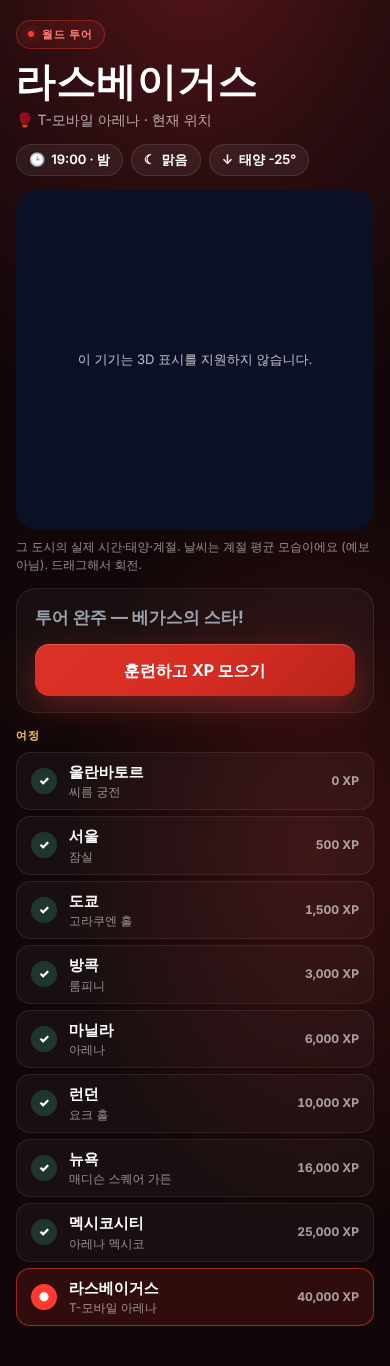 월드 투어
라스베이거스
T-모바일 아레나 · 현재 위치
19:00 · 밤
맑음
태양 -25°
이 기기는 3D 표시를 지원하지 않습니다.
그 도시의 실제 시간·태양·계절. 날씨는 계절 평균 모습이에요 (예보
아님). 드래그해서 회전.
투어 완주 — 베가스의 스타!
훈련하고 XP 모으기
여정
울란바토르
씨름 궁전
0 XP
서울
잠실
500 XP
도쿄
고라쿠엔 홀
1,500 XP
방콕
룸피니
3,000 XP
마닐라
아레나
6,000 XP
런던
요크 홀
10,000 XP
뉴욕
매디슨 스퀘어 가든
16,000 XP
멕시코시티
아레나 멕시코
25,000 XP
라스베이거스
T-모바일 아레나
40,000 XP